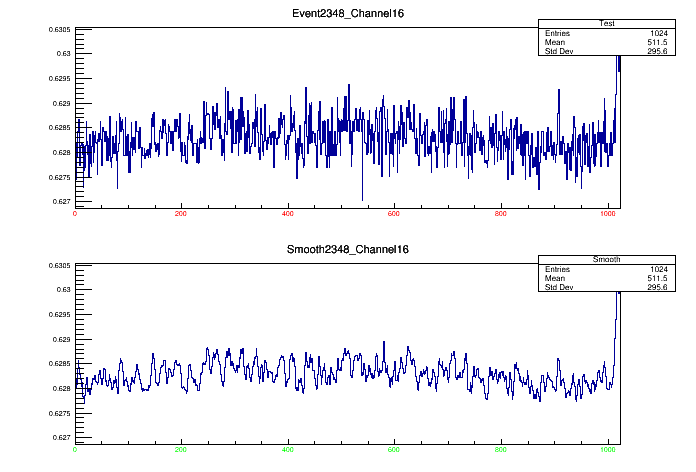 Event2348_Channel16
Test
Entries 1024
Mean 511.5
Std Dev 295.6
0.6305
0.63
0.6295
0.629
0.6285
0.628
0.6275
0.627
0 200 400 600 800 1000
Smooth2348_Channel16
Smooth
Entries 1024
Mean 511.5
Std Dev 295.6
0.6305
0.63
0.6295
0.629
0.6285
0.628
0.6275
0.627
0 200 400 600 800 1000